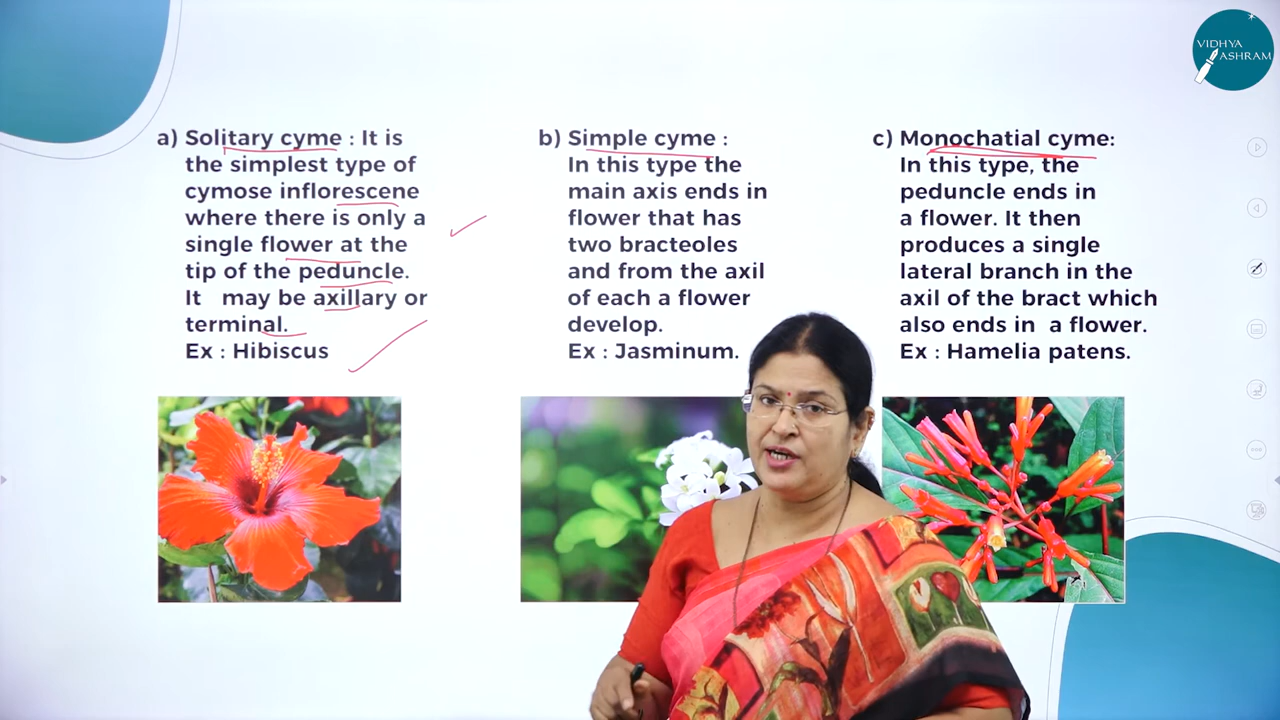 VIDHYA
ASHRAM
a) Solitary cyme : It is
the simplest type of
cymose inflorescene
where there is only a
single flower at the
tip of the peduncle.
It may be axillary or
terminal.
Ex : Hibiscus
b) Simple cyme :
In this type the
main axis ends in
flower that has
two bracteoles
and from the axil
of each a flower
develop.
Ex : Jasminum.
c) Monochatial cyme:
In this type, the
peduncle ends in
a flower. It then
produces a single
lateral branch in the
axil of the bract which
also ends in a flower.
Ex : Hamelia patens.